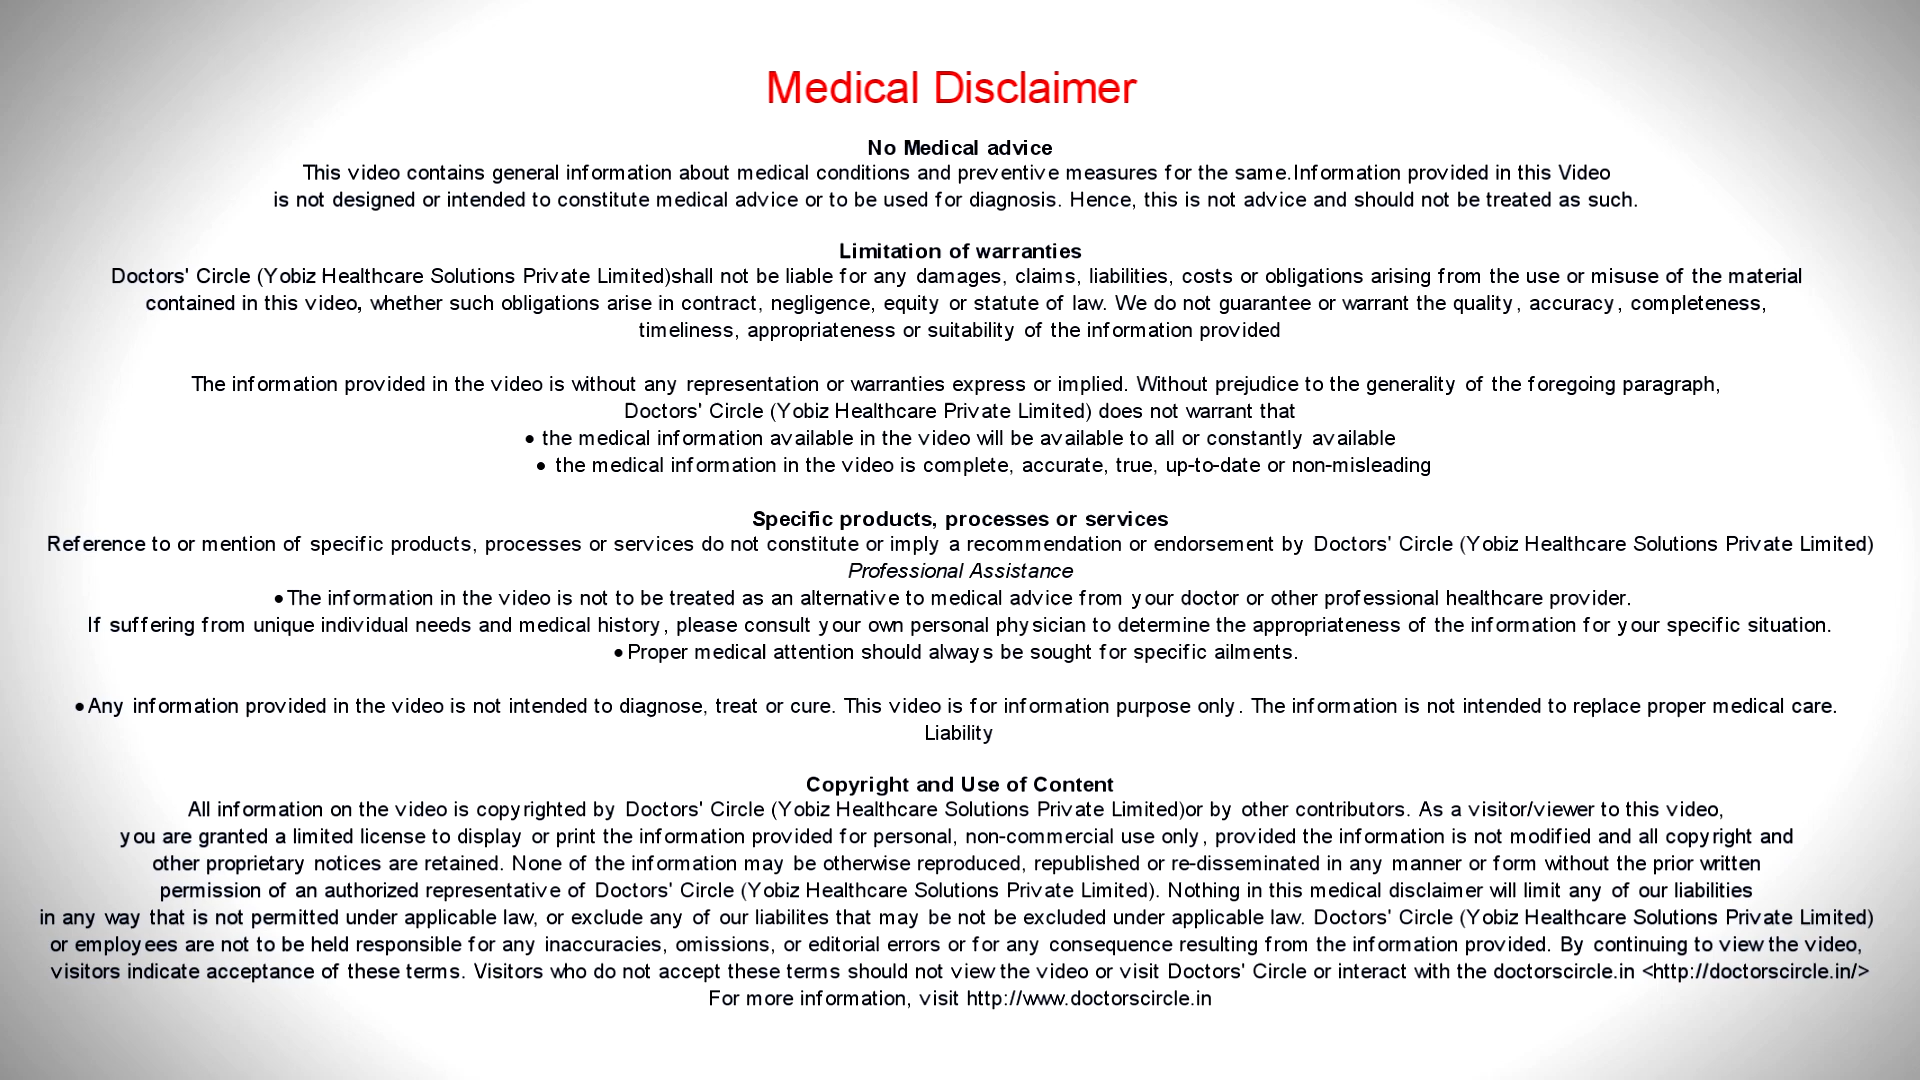 Medical Disclaimer
No Medical advice
This video contains general information about medical conditions and preventive measures for the same.Information provided in this Video
is not designed or intended to constitute medical advice or to be used for diagnosis. Hence, this is not advice and should not be treated as such.
Limitation of warranties
Doctors' Circle (Yobiz Healthcare Solutions Private Limited)shall not be liable for any damages, claims, liabilities, costs or obligations arising from the use or misuse of the material
contained in this video, whether such obligations arise in contract, negligence, equity or statute of law. We do not guarantee or warrant the quality, accuracy, completeness,
timeliness, appropriateness or suitability of the information provided
The information provided in the video is without any representation or warranties express or implied. Without prejudice to the generality of the foregoing paragraph,
Doctors' Circle (Yobiz Healthcare Private Limited) does not warrant that
• the medical information available in the video will be available to all or constantly available
• the medical information in the video is complete, accurate, true, up-to-date or non-misleading
Specific products, processes or services
Reference to or mention of specific products, processes or services do not constitute or imply a recommendation or endorsement by Doctors' Circle (Yobiz Healthcare Solutions Private Limited)
Professional Assistance
•The information in the video is not to be treated as an alternative to medical advice from your doctor or other professional healthcare provider.
If suffering from unique individual needs and medical history, please consult your own personal physician to determine the appropriateness of the information for your specific situation.
•Proper medical attention should always be sought for specific ailments.
•Any information provided in the video is not intended to diagnose, treat or cure. This video is for information purpose only. The information is not intended to replace proper medical care.
Liability
Copyright and Use of Content
All information on the video is copyrighted by Doctors' Circle (Yobiz Healthcare Solutions Private Limited)or by other contributors. As a visitor/viewer to this video,
you are granted a limited license to display or print the information provided for personal, non-commercial use only, provided the information is not modified and all copyright and
other proprietary notices are retained. None of the information may be otherwise reproduced, republished or re-disseminated in any manner or form without the prior written
permission of an authorized representative of Doctors' Circle (Yobiz Healthcare Solutions Private Limited). Nothing in this medical disclaimer will limit any of our liabilities
in any way that is not permitted under applicable law, or exclude any of our liabilites that may be not be excluded under applicable law. Doctors' Circle (Yobiz Healthcare Solutions Private Limited)
or employees are not to be held responsible for any inaccuracies, omissions, or editorial errors or for any consequence resulting from the information provided. By continuing to view the video,
visitors indicate acceptance of these terms. Visitors who do not accept these terms should not view the video or visit Doctors' Circle or interact with the doctorscircle.in <http://doctorscircle.in/>
For more information, visit http://www.doctorscircle.in